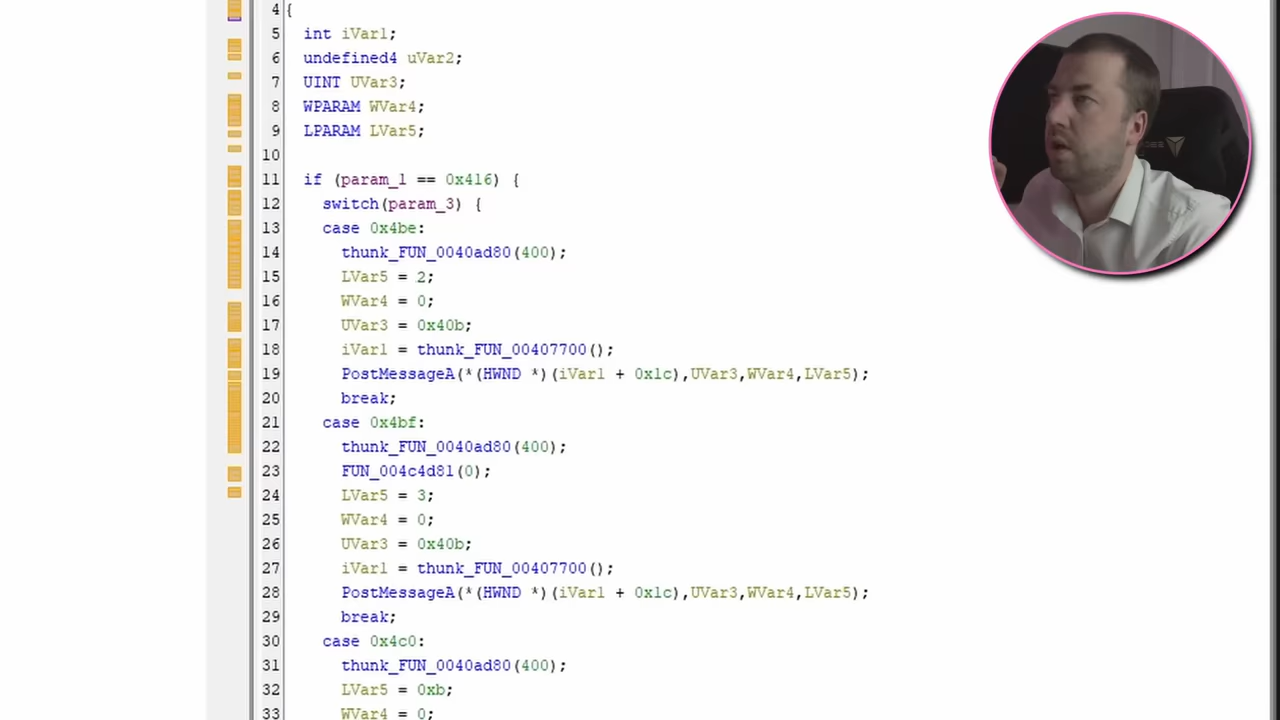 4 {
5 int iVar1;
6 undefined4 uVar2;
7 UINT UVar3;
8 WPARAM WVar4;
9 LPARAM LVar5;
10
11 if (param_1 == 0x416) {
12 switch(param_3) {
13 case 0x4be:
14 thunk_FUN_0040ad80(400);
15 LVar5 = 2;
16 WVar4 = 0;
17 UVar3 = 0x40b;
18 iVar1 = thunk_FUN_00407700();
19 PostMessageA(*(HWND *)(iVar1 + 0x1c),UVar3,WVar4,LVar5);
20 break;
21 case 0x4bf:
22 thunk_FUN_0040ad80(400);
23 FUN_004c4d81(0);
24 LVar5 = 3;
25 WVar4 = 0;
26 UVar3 = 0x40b;
27 iVar1 = thunk_FUN_00407700();
28 PostMessageA(*(HWND *)(iVar1 + 0x1c),UVar3,WVar4,LVar5);
29 break;
30 case 0x4c0:
31 thunk_FUN_0040ad80(400);
32 LVar5 = 0xb;
33 WVar4 = 0;